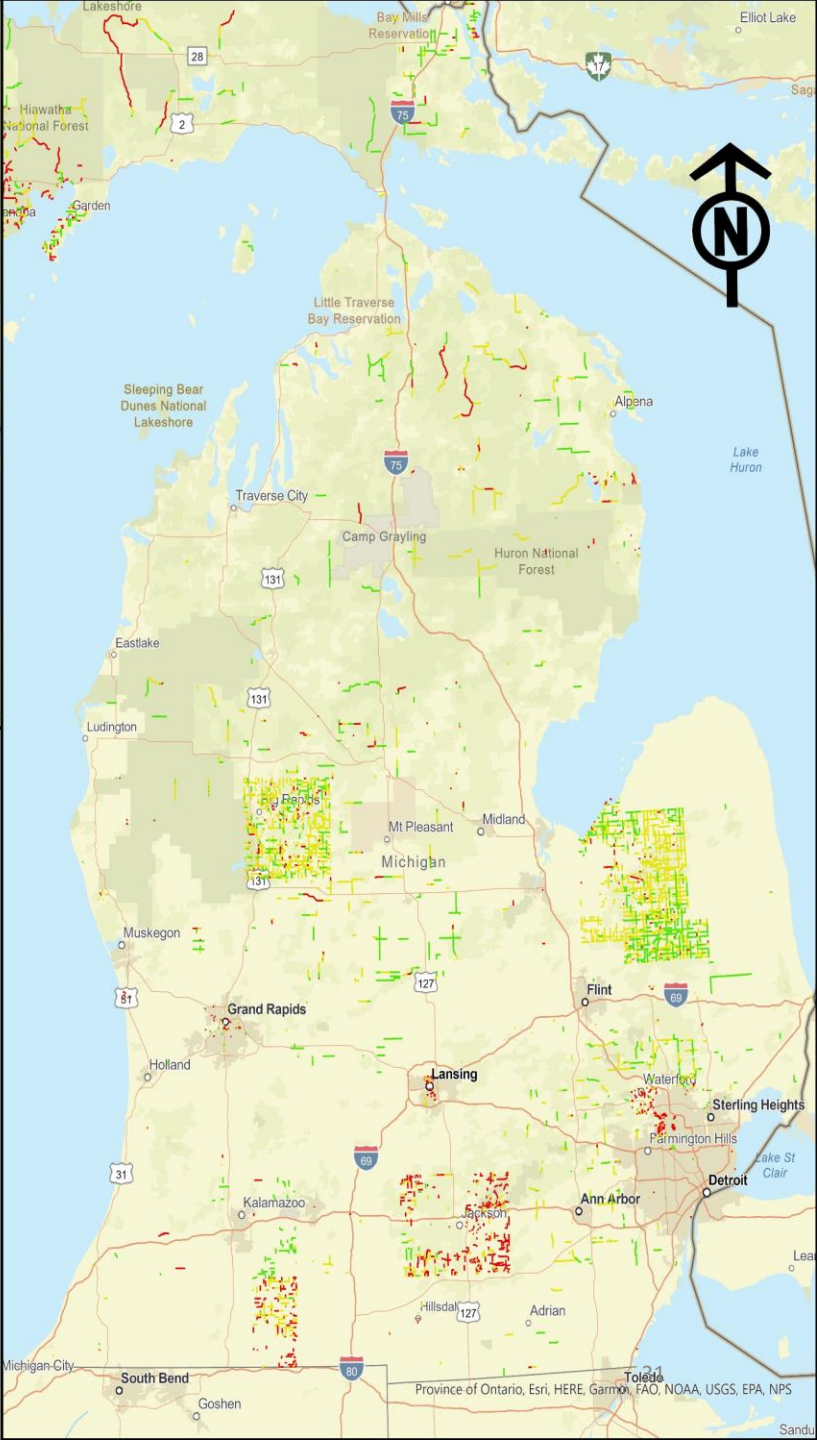 Lakeshore
Bay Mills
Reservation
Elliot Lake
28
17
75
Hiawatha
National Forest
2
Garden
N
Little Traverse
Bay Reservation
Sleeping Bear
Dunes National
Lakeshore
Alpena
Lake
Huron
75
Traverse City
Camp Grayling
Huron National
Forest
131
Eastlake
131
Ludington
Big Rapids
Mt Pleasant
Midland
Michigan
131
Muskegon
127
Flint
69
31
Grand Rapids
Holland
Lansing
Waterford
Sterling Heights
Farmington Hills
Lake St
Clair
69
31
Detroit
Kalamazoo
Ann Arbor
Jackson
Hillsdal
127
Adrian
Michigan City
80
South Bend
21
Toledo
Province of Ontario, Esri, HERE, Garmin, FAO, NOAA, USGS, EPA, NPS
Goshen
Sandu